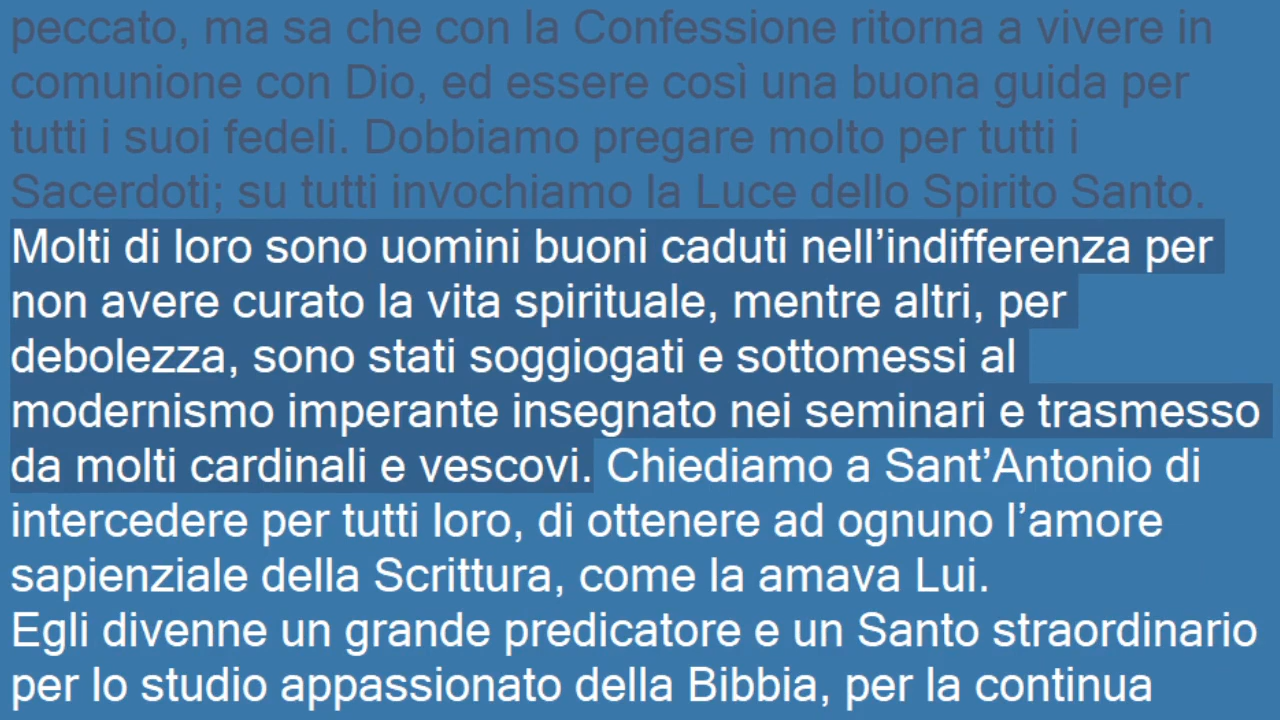 peccato, ma sa che con la Confessione ritorna a vivere in
comunione con Dio, ed essere così una buona guida per
tutti i suoi fedeli. Dobbiamo pregare molto per tutti i
Sacerdoti; su tutti invochiamo la Luce dello Spirito Santo.
Molti di loro sono uomini buoni caduti nell’indifferenza per
non avere curato la vita spirituale, mentre altri, per
debolezza, sono stati soggiogati e sottomessi al
modernismo imperante insegnato nei seminari e trasmesso
da molti cardinali e vescovi. Chiediamo a Sant’Antonio di
intercedere per tutti loro, di ottenere ad ognuno l’amore
sapienziale della Scrittura, come la amava Lui.
Egli divenne un grande predicatore e un Santo straordinario
per lo studio appassionato della Bibbia, per la continua